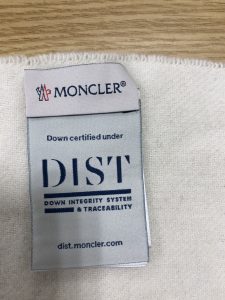 MONCLER®
Down certified under
DIST
DOWN INTEGRITY SYSTEM
& TRACEABILITY
dist.moncler.com